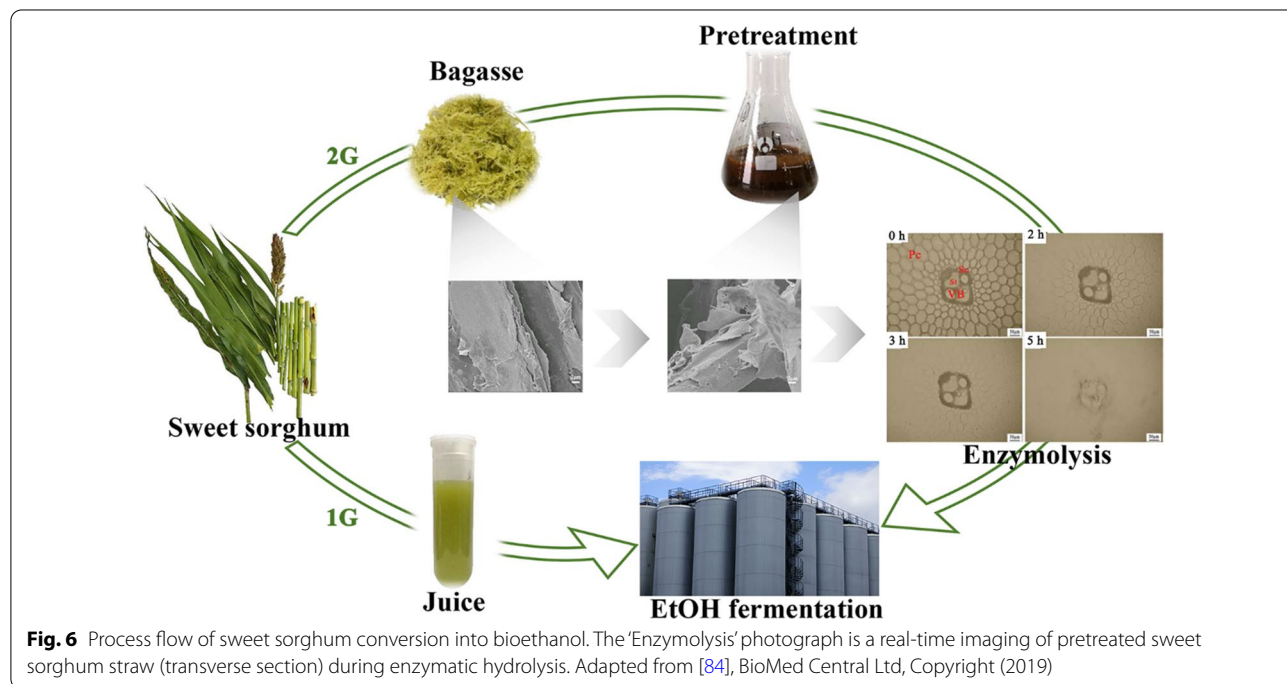 Pretreatment
Bagasse
2G
0 h
2 h
Pc
Sc
St
VB
3 h
5 h
Sweet sorghum
Enzymolysis
1G
Juice
EtOH fermentation
Fig. 6 Process flow of sweet sorghum conversion into bioethanol. The ‘Enzymolysis’ photograph is a real-time imaging of pretreated sweet
sorghum straw (transverse section) during enzymatic hydrolysis. Adapted from [84], BioMed Central Ltd, Copyright (2019)